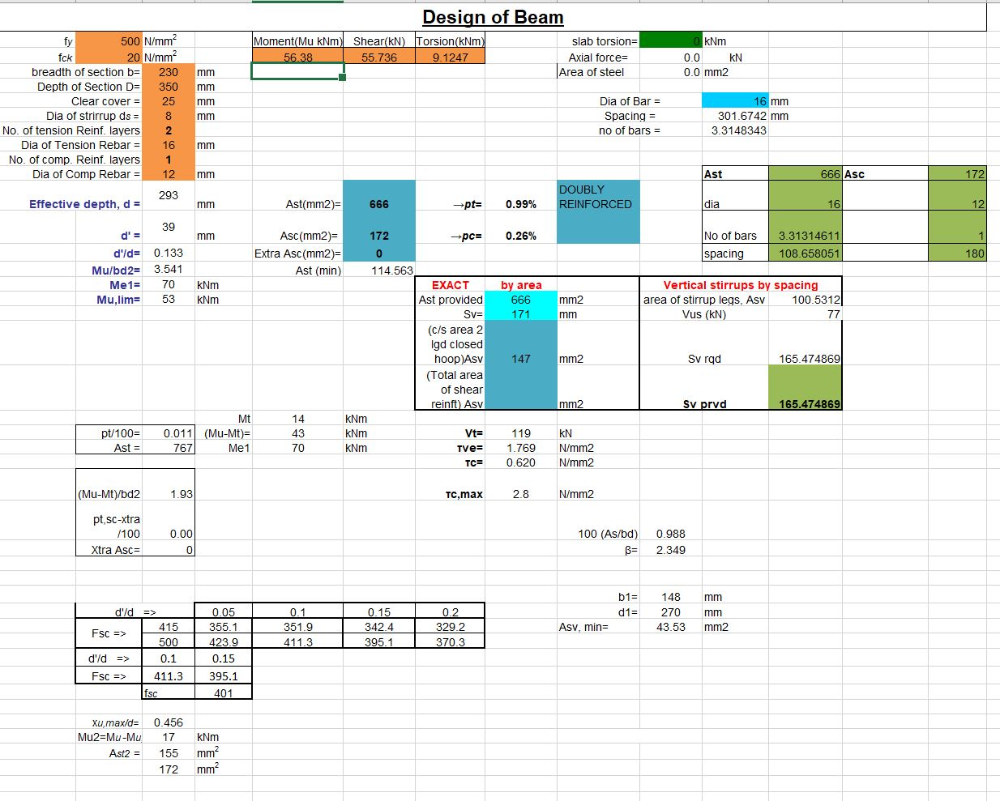 Design of Beam
fy 500 N/mm2 Moment(Mu kNm) Shear(kN) Torsion(kNm) slab torsion= 0 kNm
fck 20 N/mm2 56.38 55.736 9.1247 Axial force= 0.0 kN
breadth of section b= 230 mm Area of steel 0.0 mm2
Depth of Section D= 350 mm
Clear cover = 25 mm Dia of Bar = 16 mm
Dia of strirrup ds = 8 mm Spacing = 301.6742 mm
No. of tension Reinf. layers 2 no of bars = 3.3148343
Dia of Tension Rebar = 16 mm
No. of comp. Reinf. layers 1
Dia of Comp Rebar = 12 mm Ast 666 Asc 172
Effective depth, d = 293 mm Ast(mm2)= 666 →pt= 0.99% DOUBLY REINFORCED dia 16 12
d' = 39 mm Asc(mm2)= 172 →pc= 0.26% No of bars 3.31314611 1
d'/d= 0.133 Extra Asc(mm2)= 0 spacing 108.658051 180
Mu/bd2= 3.541 Ast (min) 114.563
Me1= 70 kNm EXACT by area Vertical stirrups by spacing
Mu,lim= 53 kNm Ast provided 666 mm2 area of stirrup legs, Asv 100.5312
Sv= 171 mm Vus (kN) 77
(c/s area 2
lgd closed
hoop)Asv 147 mm2 Sv rqd 165.474869
(Total area
of shear
reinft) Asv mm2 Sv prvd 165.474869
Mt 14 kNm
pt/100= 0.011 (Mu-Mt)= 43 kNm Vt= 119 kN
Ast = 767 Me1 70 kNm τve= 1.769 N/mm2
τc= 0.620 N/mm2
(Mu-Mt)/bd2 1.93 τc,max 2.8 N/mm2
pt,sc-xtra
/100 0.00 100 (As/bd) 0.988
Xtra Asc= 0 β= 2.349
b1= 148 mm
d'/d => 0.05 0.1 0.15 0.2 d1= 270 mm
Fsc => 415 355.1 351.9 342.4 329.2 Asv, min= 43.53 mm2
500 423.9 411.3 395.1 370.3
d'/d => 0.1 0.15
Fsc => 411.3 395.1
fsc 401
Xu,max/d= 0.456
Mu2=Mu-Mu 17 kNm
Ast2 = 155 mm2
172 mm2